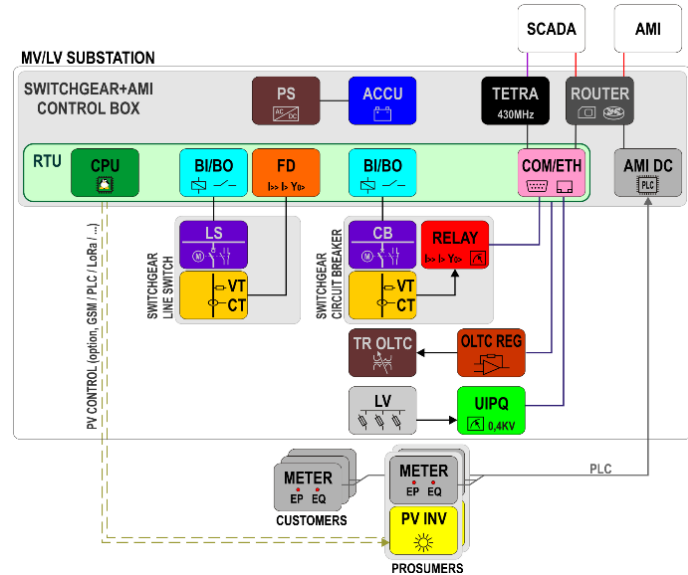 SCADA
AMI
MV/LV SUBSTATION
SWITCHGEAR+AMI
CONTROL BOX
PS
AC
DC
ACCU
TETRA
430MHz
ROUTER
RTU
CPU
BI/BO
FD
I>> I> Y0>
BI/BO
COM/ETH
AMI DC
PLC
LS
M
SWITCHGEAR
LINE SWITCH
VT
CT
CB
M
SWITCHGEAR
CIRCUIT BREAKER
VT
CT
RELAY
I>> I> Y0>
TR OLTC
OLTC REG
LV
UIPQ
0,4KV
PV CONTROL (option, GSM / PLC / LoRa / ...)
METER
EP EQ
CUSTOMERS
METER
EP EQ
PV INV
PROSUMERS
PLC